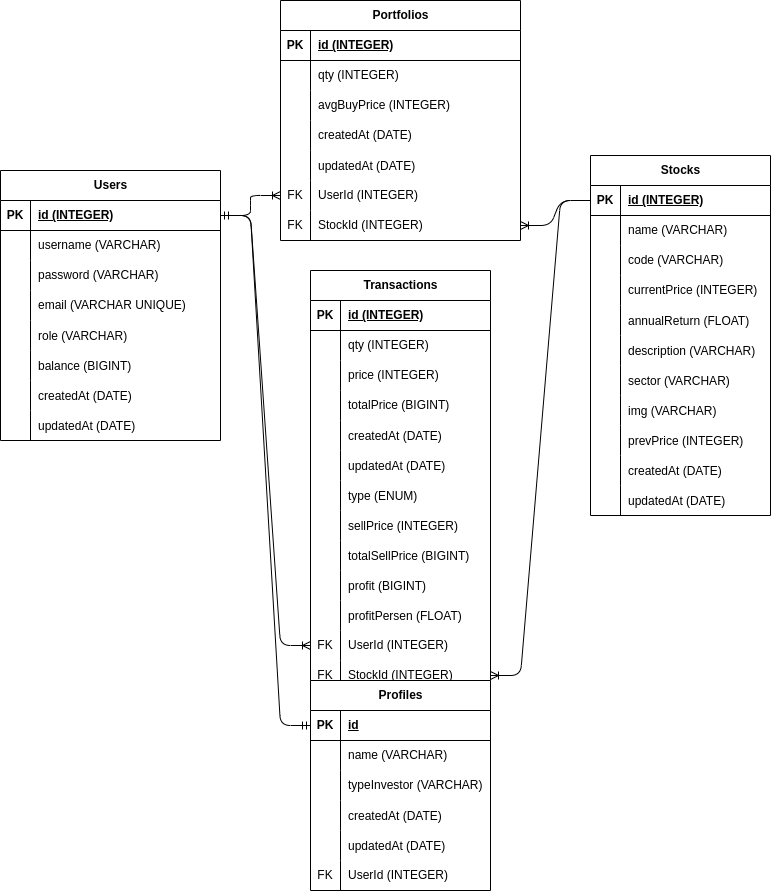 Portfolios
PK id (INTEGER)
qty (INTEGER)
avgBuyPrice (INTEGER)
createdAt (DATE)
updatedAt (DATE)
FK UserId (INTEGER)
FK StockId (INTEGER)
Users
PK id (INTEGER)
username (VARCHAR)
password (VARCHAR)
email (VARCHAR UNIQUE)
role (VARCHAR)
balance (BIGINT)
createdAt (DATE)
updatedAt (DATE)
Stocks
PK id (INTEGER)
name (VARCHAR)
code (VARCHAR)
currentPrice (INTEGER)
annualReturn (FLOAT)
description (VARCHAR)
sector (VARCHAR)
img (VARCHAR)
prevPrice (INTEGER)
createdAt (DATE)
updatedAt (DATE)
Transactions
PK id (INTEGER)
qty (INTEGER)
price (INTEGER)
totalPrice (BIGINT)
createdAt (DATE)
updatedAt (DATE)
type (ENUM)
sellPrice (INTEGER)
totalSellPrice (BIGINT)
profit (BIGINT)
profitPersen (FLOAT)
FK UserId (INTEGER)
FK StockId (INTEGER)
Profiles
PK id
name (VARCHAR)
typeInvestor (VARCHAR)
createdAt (DATE)
updatedAt (DATE)
FK UserId (INTEGER)